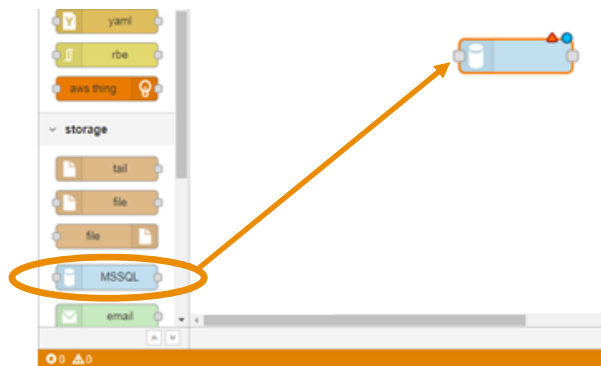 yaml
rbe
aws thing
storage
tail
file
file
MSSQL
email
0 0